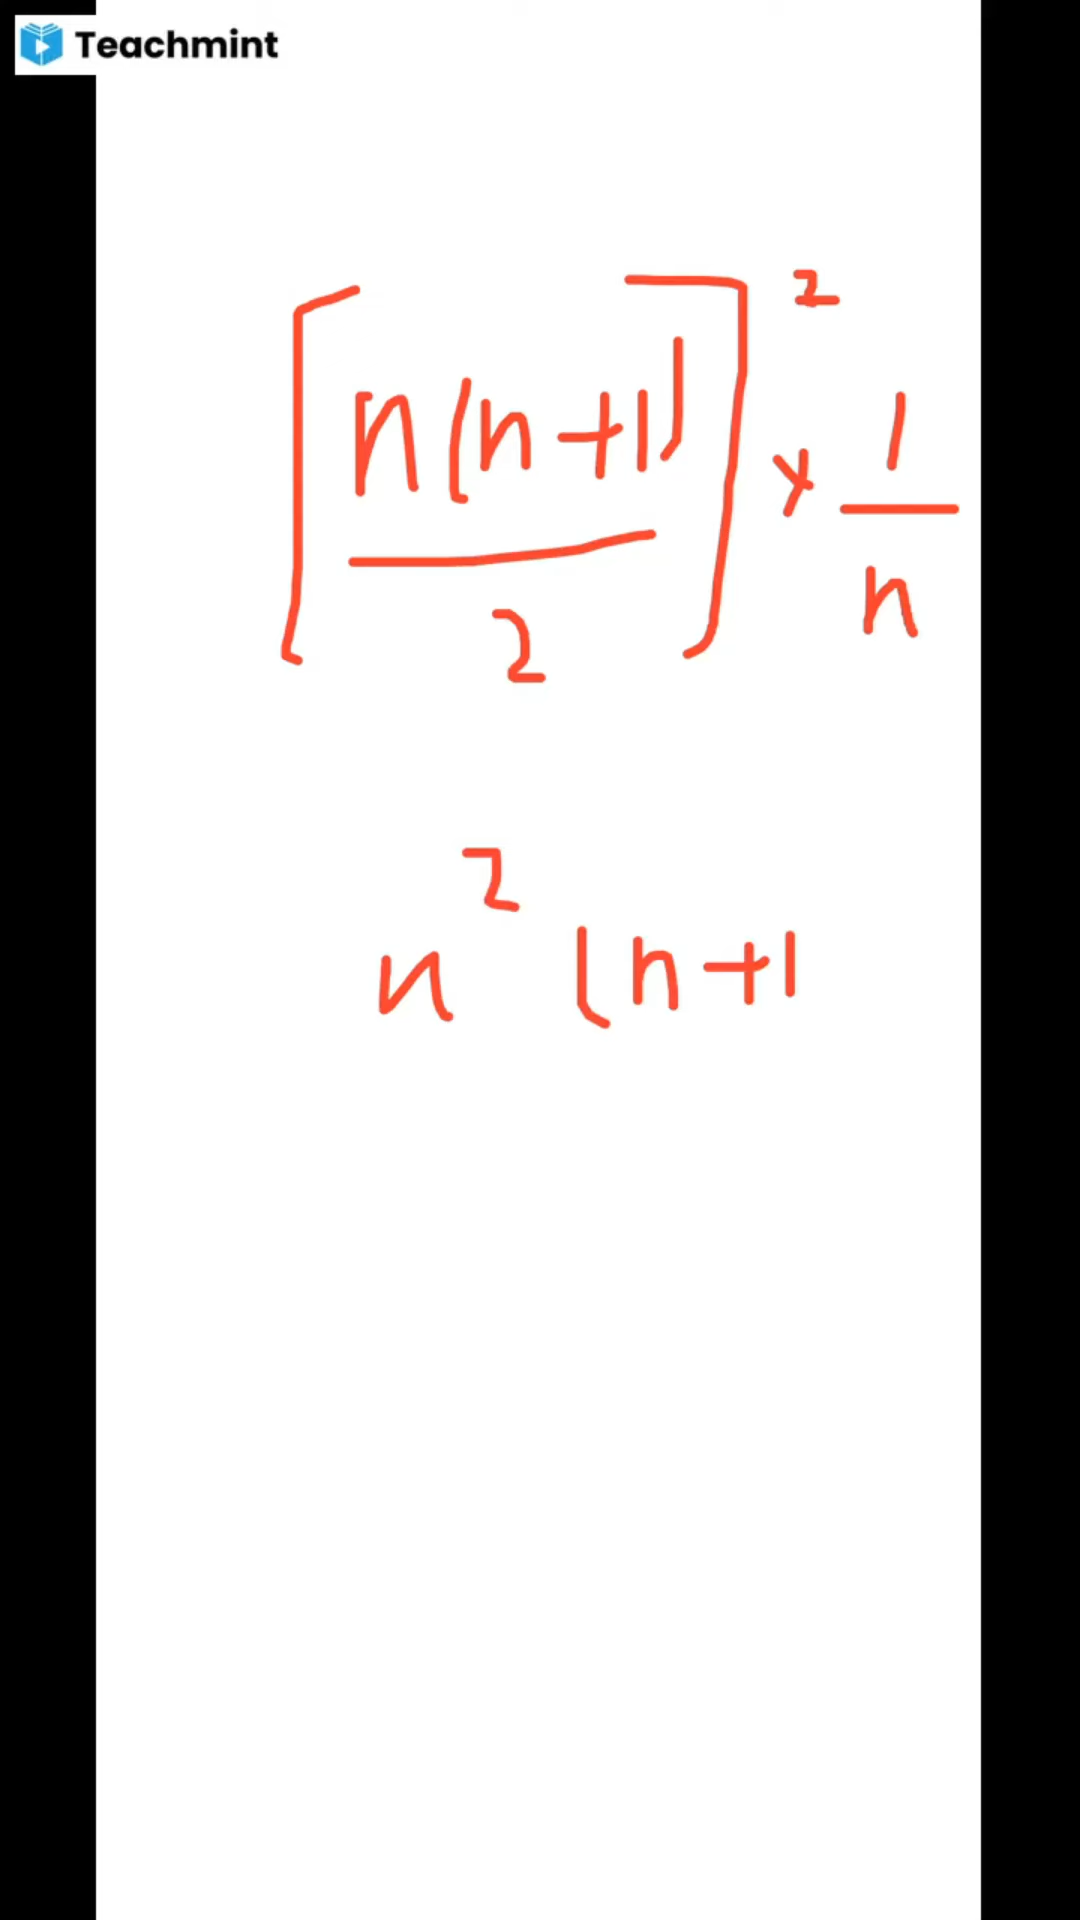 Teachmint
[n(n+1)/2]² × 1/n
n² (n+1